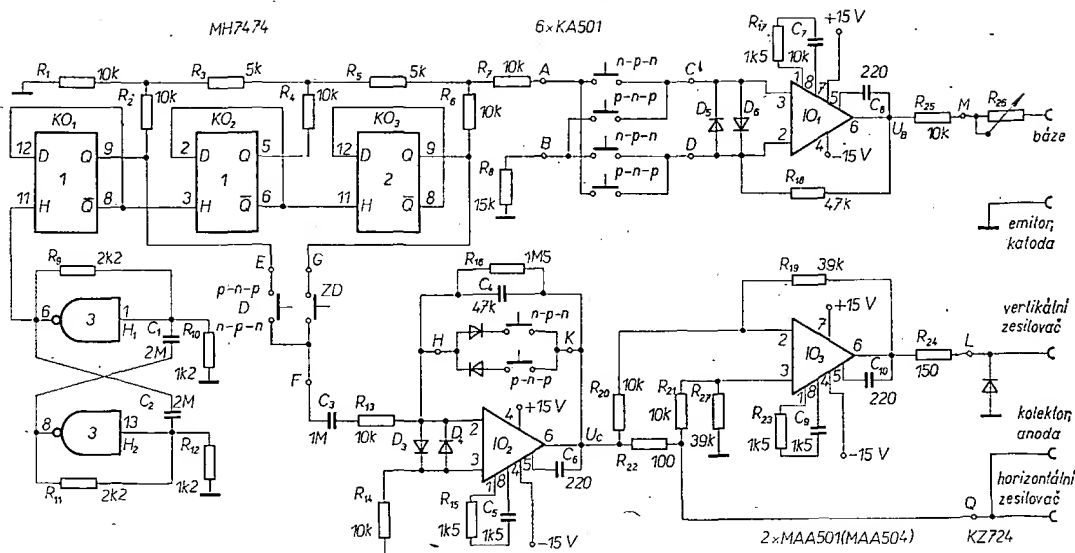 MH7474
6×KA501
R1 10k
R3 5k
R5 5k
R7 10k
A
n-p-n
C
R17 1k5
C7 10k
+15 V
R2 10k
R4 10k
R6 10k
p-n-p
D5
D6
1 8 7 5
220
C8
3
IO1
6
UB
R25 10k
M
R26
báze
KO1
KO2
KO3
12 D Q 9
2 D Q 5
12 D Q 9
1
1
2
11 H Q̄ 8
3 H Q̄ 6
11 H Q̄ 8
B
n-p-n
D
2
4
-15 V
R8 15k
p-n-p
R18 47k
emitor,
katoda
R9 2k2
E
G
R16 1M5
R19 39k
p-n-p
D
n-p-n
ZD
C4 47k
+15 V
vertikální
zesilovač
6 3 1
H1
C1 2M
R10 1k2
H
n-p-n
K
p-n-p
2
7
IO3
6
R24 150
L
F
R20 10k
R21 10k
R27 39k
3
1 8 4 5
C10 220
C2 2M
C3 1M
R13 10k
+15 V
4
R23 1k5
C9 1k5
8 3 13
H2
R12 1k2
D3
D4
2
IO2
6
UC
R22 100
-15 V
kolektor,
anoda
3
1 8 4 5
C6 220
R11 2k2
R14 10k
R15 1k5
C5 1k5
-15 V
horizontální
zesilovač
Q
2×MAA501(MAA504)
KZ724